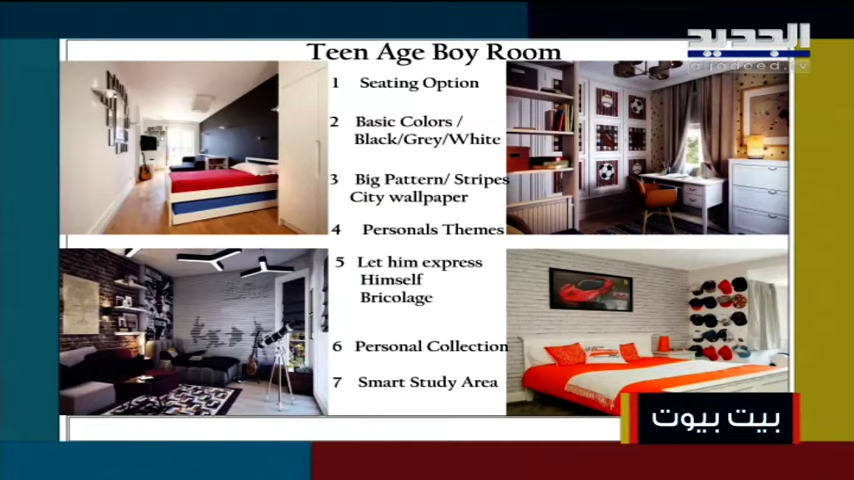 الجديد
aljadeed.tv
Teen Age Boy Room
1 Seating Option
2 Basic Colors /
Black/Grey/White
3 Big Pattern/ Stripes
City wallpaper
4 Personals Themes
5 Let him express
Himself
Bricolage
6 Personal Collection
7 Smart Study Area
بيت بيوت